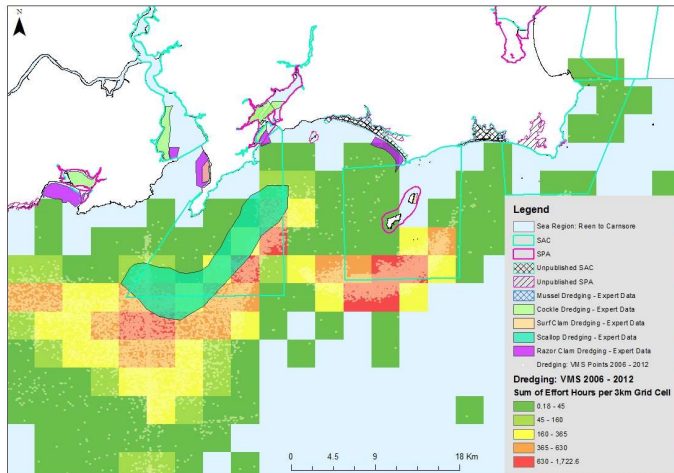 N
Legend
Sea Region: Reen to Carnsore
SAC
SPA
Unpublished SAC
Unpublished SPA
Mussel Dredging - Expert Data
Cockle Dredging - Expert Data
Surf Clam Dredging - Expert Data
Scallop Dredging - Expert Data
Razor Clam Dredging - Expert Data
Dredging: VMS Points 2006 - 2012
Dredging: VMS 2006 - 2012
Sum of Effort Hours per 3km Grid Cell
0.18 - 45
45 - 160
160 - 365
365 - 630
630 - 1,722.6
0 4.5 9 18 Km